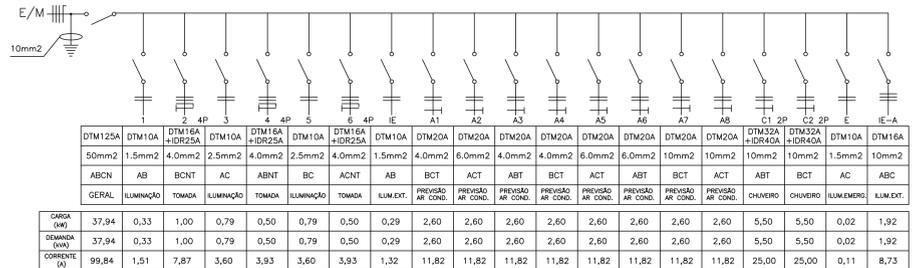 E/M
10mm2
1 2 4P 3 4 4P 5 6 4P IE A1 A2 A3 A4 A5 A6 A7 A8 C1 2P C2 2P E IE-A
DTM125A DTM10A DTM16A +IDR25A DTM10A DTM16A +IDR25A DTM10A DTM16A +IDR25A DTM10A DTM20A DTM20A DTM20A DTM20A DTM20A DTM20A DTM20A DTM20A DTM32A +IDR40A DTM32A +IDR40A DTM10A DTM16A
50mm2 1.5mm2 4.0mm2 2.5mm2 4.0mm2 2.5mm2 4.0mm2 1.5mm2 4.0mm2 6.0mm2 4.0mm2 4.0mm2 6.0mm2 6.0mm2 10mm2 10mm2 10mm2 10mm2 1.5mm2 10mm2
ABCN AB BCNT AC ABNT BC ACNT AB BCT ACT ABT BCT ACT ABT BCT ACT ABT BCT AC ABC
GERAL ILUMINAÇÃO TOMADA ILUMINAÇÃO TOMADA ILUMINAÇÃO TOMADA ILUM.EXT. PREVISÃO AR COND. PREVISÃO AR COND. PREVISÃO AR COND. PREVISÃO AR COND. PREVISÃO AR COND. PREVISÃO AR COND. PREVISÃO AR COND. PREVISÃO AR COND. CHUVEIRO CHUVEIRO ILUM.EMERG. ILUM.EXT.
CARGA (kW) 37,94 0,33 1,00 0,79 0,50 0,79 0,50 0,29 2,60 2,60 2,60 2,60 2,60 2,60 2,60 2,60 5,50 5,50 0,02 1,92
DEMANDA (kVA) 37,94 0,33 1,00 0,79 0,50 0,79 0,50 0,29 2,60 2,60 2,60 2,60 2,60 2,60 2,60 2,60 5,50 5,50 0,02 1,92
CORRENTE (A) 99,84 1,51 7,87 3,60 3,93 3,60 3,93 1,32 11,82 11,82 11,82 11,82 11,82 11,82 11,82 11,82 25,00 25,00 0,11 8,73